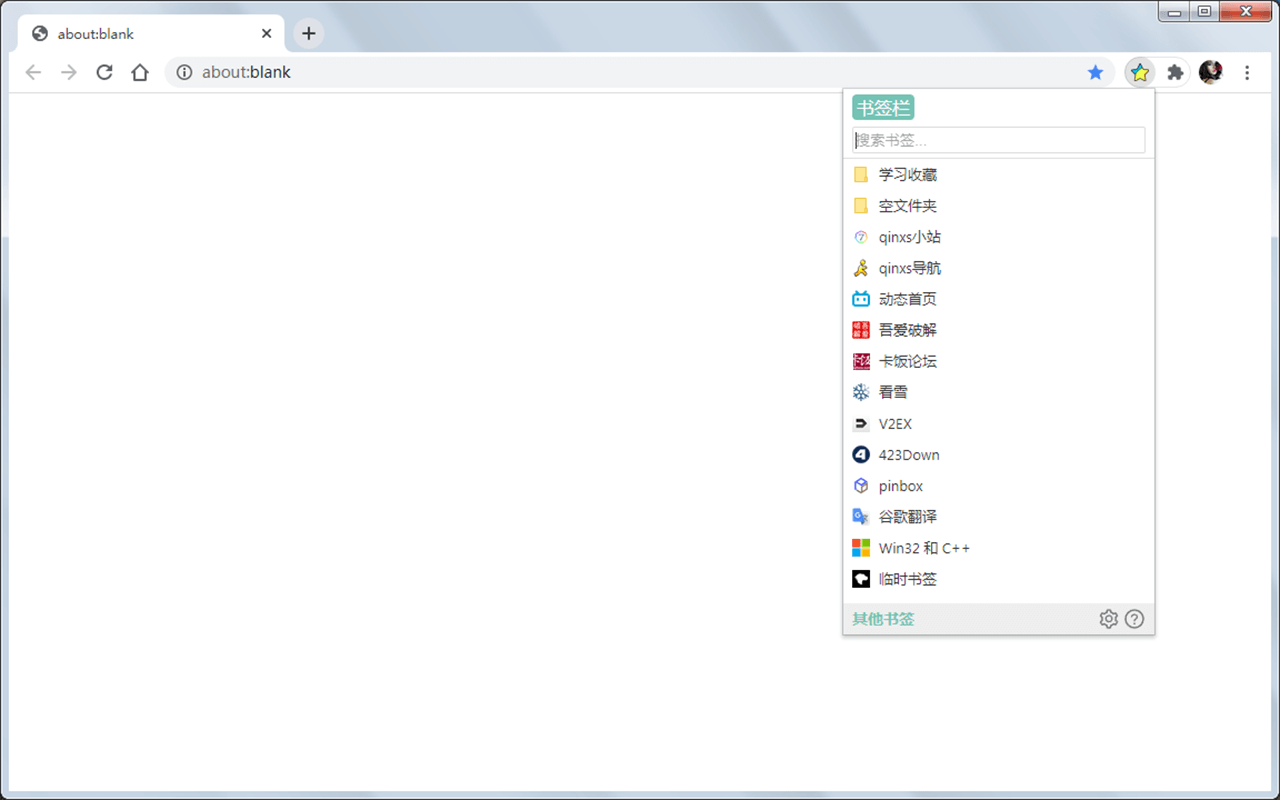 about:blank
about:blank
书签栏
搜索书签...
学习收藏
空文件夹
qinxs小站
qinxs导航
动态首页
吾爱破解
卡饭论坛
看雪
V2EX
423Down
pinbox
谷歌翻译
Win32 和 C++
临时书签
其他书签